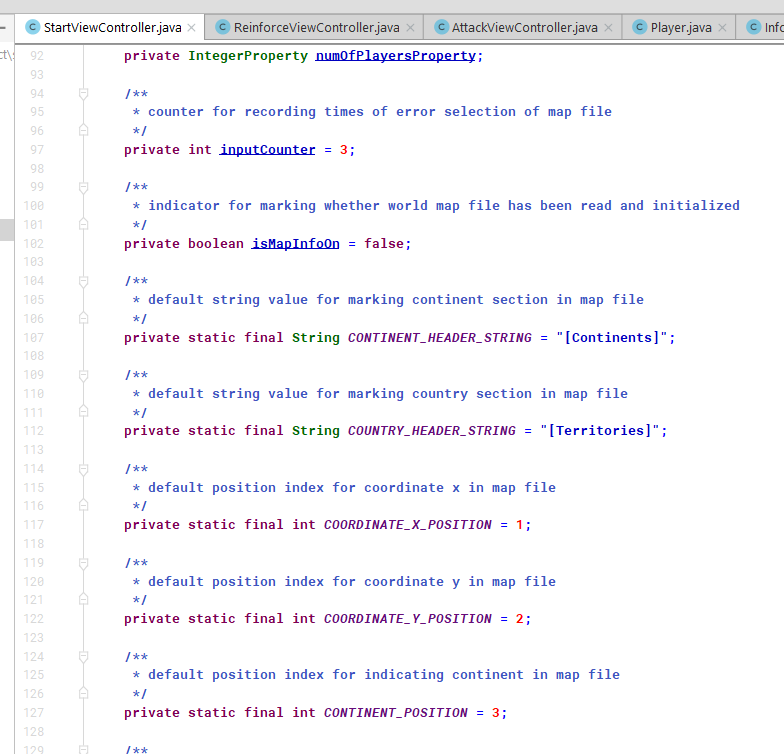 StartViewController.java × ReinforceViewController.java × AttackViewController.java × Player.java × Info
92 private IntegerProperty numOfPlayersProperty;
93
94 /**
95 * counter for recording times of error selection of map file
96 */
97 private int inputCounter = 3;
98
99 /**
100 * indicator for marking whether world map file has been read and initialized
101 */
102 private boolean isMapInfoOn = false;
103
104 /**
105 * default string value for marking continent section in map file
106 */
107 private static final String CONTINENT_HEADER_STRING = "[Continents]";
108
109 /**
110 * default string value for marking country section in map file
111 */
112 private static final String COUNTRY_HEADER_STRING = "[Territories]";
113
114 /**
115 * default position index for coordinate x in map file
116 */
117 private static final int COORDINATE_X_POSITION = 1;
118
119 /**
120 * default position index for coordinate y in map file
121 */
122 private static final int COORDINATE_Y_POSITION = 2;
123
124 /**
125 * default position index for indicating continent in map file
126 */
127 private static final int CONTINENT_POSITION = 3;
128
129 /**